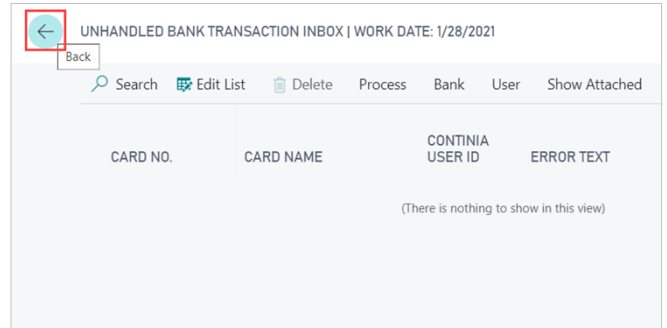 UNHANDLED BANK TRANSACTION INBOX | WORK DATE: 1/28/2021
Back
Search Edit List Delete Process Bank User Show Attached
CARD NO. CARD NAME CONTINIA USER ID ERROR TEXT
(There is nothing to show in this view)